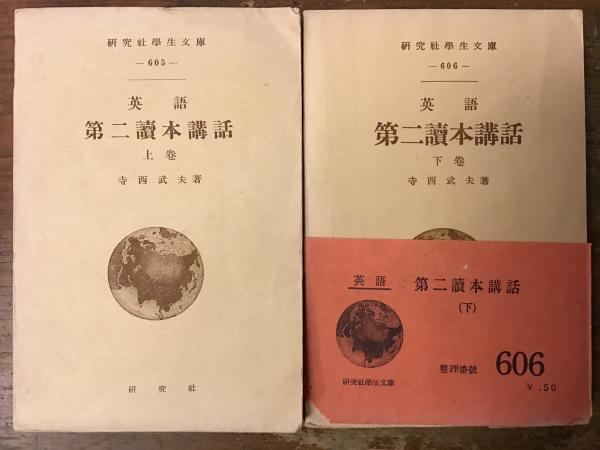 研究社學生文庫
— 605 —
英語
第二讀本講話
上卷
寺西武夫著
研究社
研究社學生文庫
— 606 —
英語
第二讀本講話
下卷
寺西武夫著
英語 第二讀本講話
(下)
研究社學生文庫
整理番號 606
￥.50